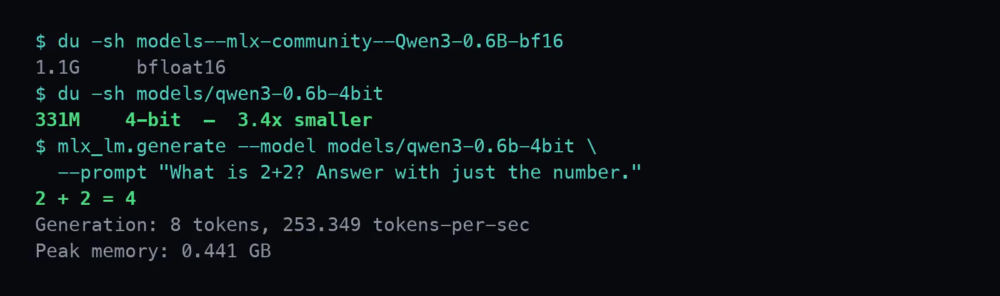 $ du -sh models--mlx-community--Qwen3-0.6B-bf16
1.1G     bfloat16
$ du -sh models/qwen3-0.6b-4bit
331M    4-bit  —  3.4x smaller
$ mlx_lm.generate --model models/qwen3-0.6b-4bit \
  --prompt "What is 2+2? Answer with just the number."
2 + 2 = 4
Generation: 8 tokens, 253.349 tokens-per-sec
Peak memory: 0.441 GB